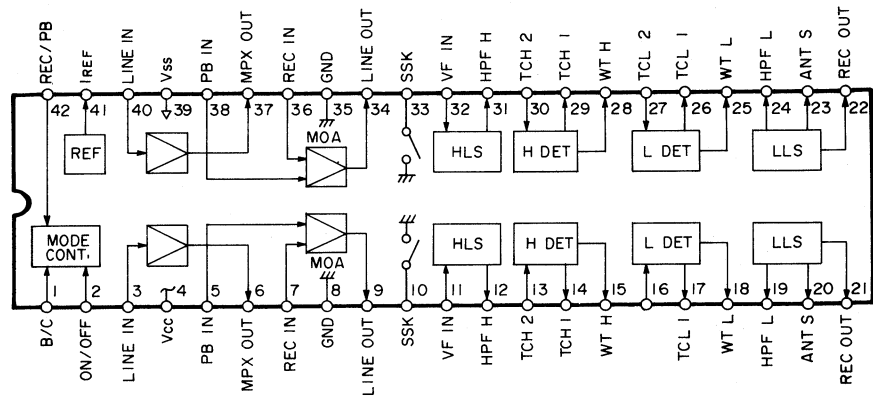 REC/PB
IREF
LINE IN
Vss
PB IN
MPX OUT
REC IN
GND
LINE OUT
SSK
VF IN
HPF H
TCH 2
TCH 1
WT H
TCL 2
TCL 1
WT L
HPF L
ANT S
REC OUT
42 41 40 39 38 37 36 35 34 33 32 31 30 29 28 27 26 25 24 23 22
REF
MOA
HLS
H DET
L DET
LLS
MODE
CONT.
MOA
HLS
H DET
L DET
LLS
1 2 3 4 5 6 7 8 9 10 11 12 13 14 15 16 17 18 19 20 21
B/C
ON/OFF
LINE IN
Vcc
PB IN
MPX OUT
REC IN
GND
LINE OUT
SSK
VF IN
HPF H
TCH 2
TCH 1
WT H
TCL 1
WT L
HPF L
ANT S
REC OUT